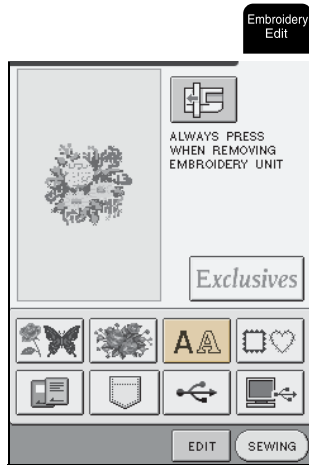 Embroidery
Edit
ALWAYS PRESS
WHEN REMOVING
EMBROIDERY UNIT
Exclusives
AA
EDIT
SEWING